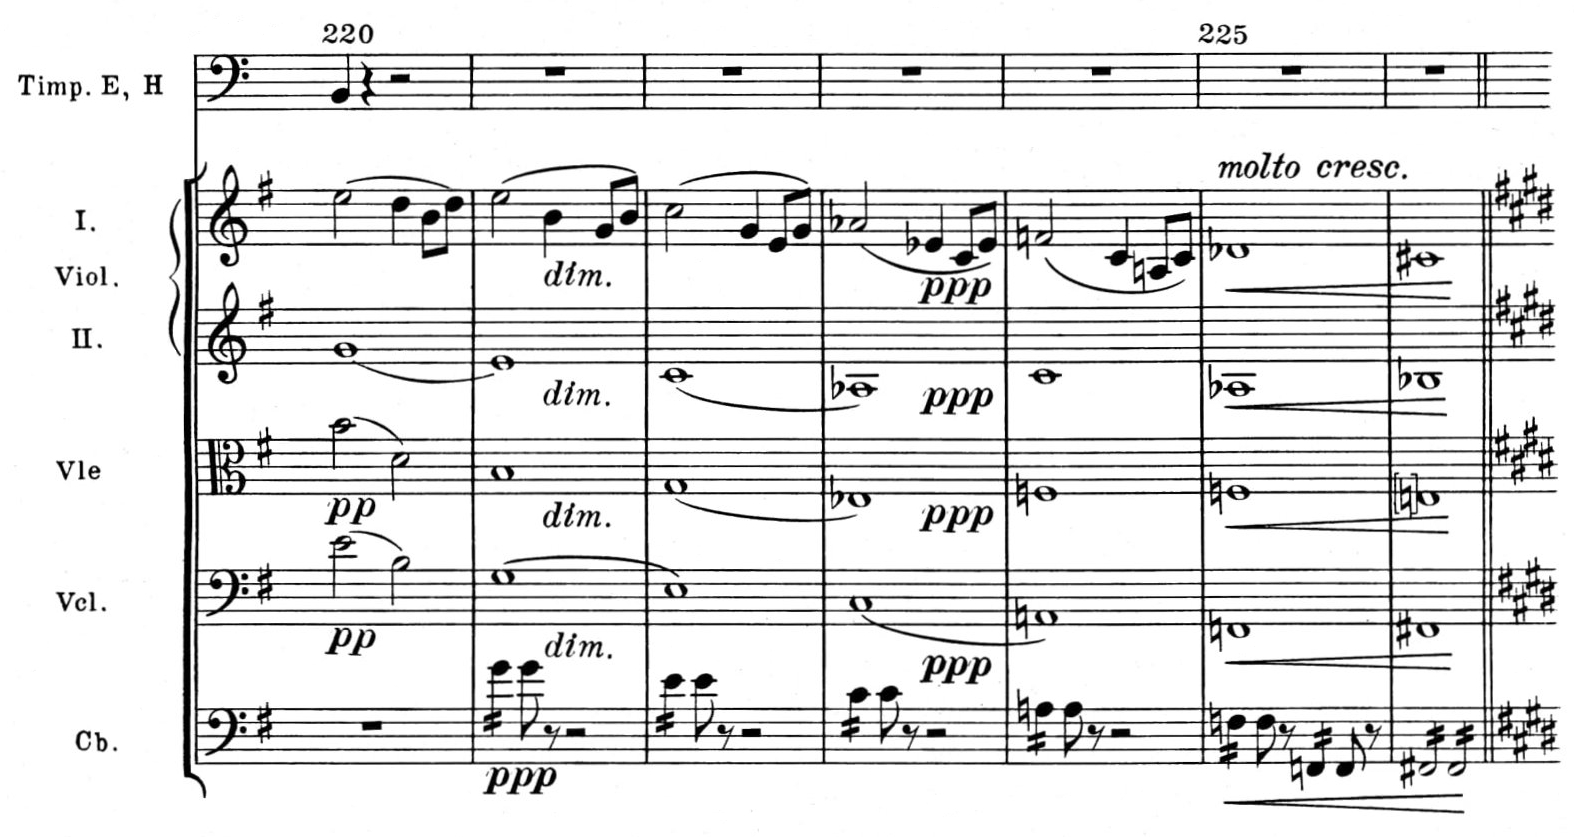 220 225
Timp. E, H
molto cresc.
I.
Viol.
dim. ppp
II.
dim. ppp
Vle
pp dim. ppp
Vcl.
pp dim. ppp
Cb.
ppp